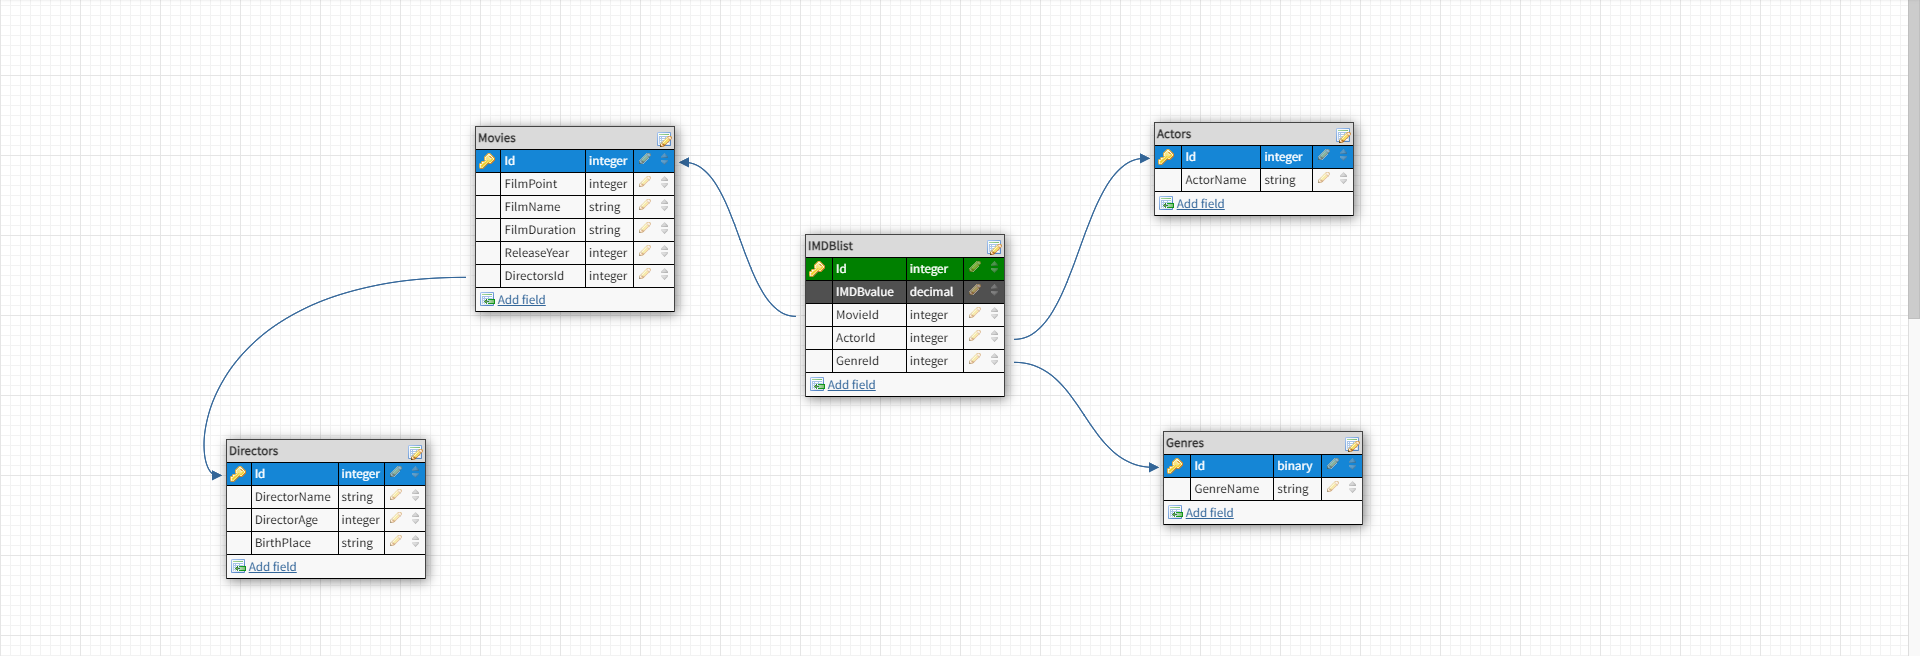 Movies
Id integer
FilmPoint integer
FilmName string
FilmDuration string
ReleaseYear integer
DirectorsId integer
Add field
Actors
Id integer
ActorName string
Add field
IMDBlist
Id integer
IMDBvalue decimal
MovieId integer
ActorId integer
GenreId integer
Add field
Directors
Id integer
DirectorName string
DirectorAge integer
BirthPlace string
Add field
Genres
Id binary
GenreName string
Add field